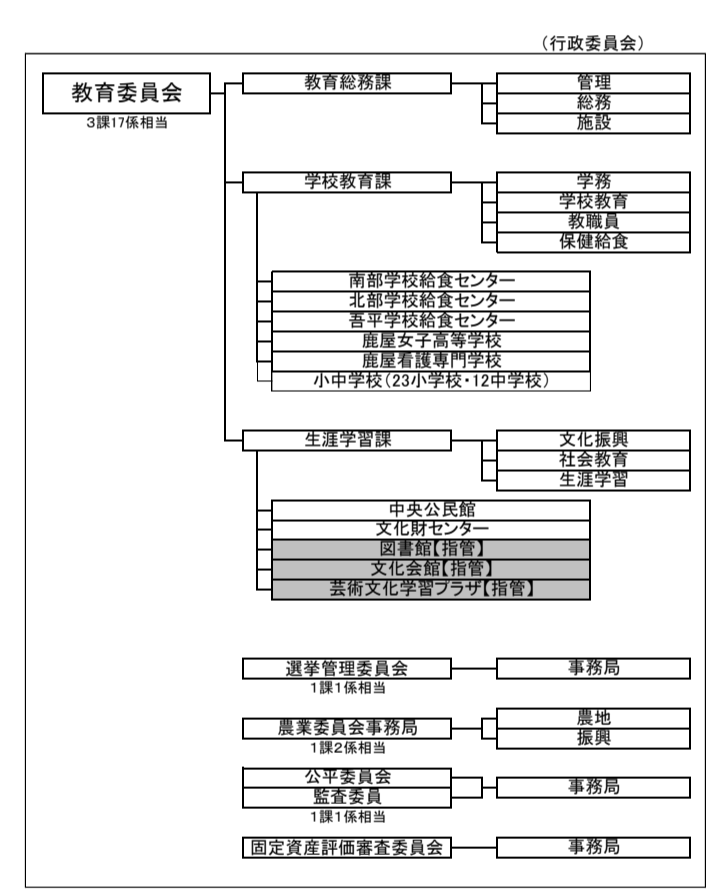 （行政委員会）
教育委員会
3課17係相当
教育総務課
管理
総務
施設
学校教育課
学務
学校教育
教職員
保健給食
南部学校給食センター
北部学校給食センター
吾平学校給食センター
鹿屋女子高等学校
鹿屋看護専門学校
小中学校（23小学校・12中学校）
生涯学習課
文化振興
社会教育
生涯学習
中央公民館
文化財センター
図書館【指管】
文化会館【指管】
芸術文化学習プラザ【指管】
選挙管理委員会
1課1係相当
事務局
農業委員会事務局
1課2係相当
農地
振興
公平委員会
監査委員
1課1係相当
事務局
固定資産評価審査委員会
事務局